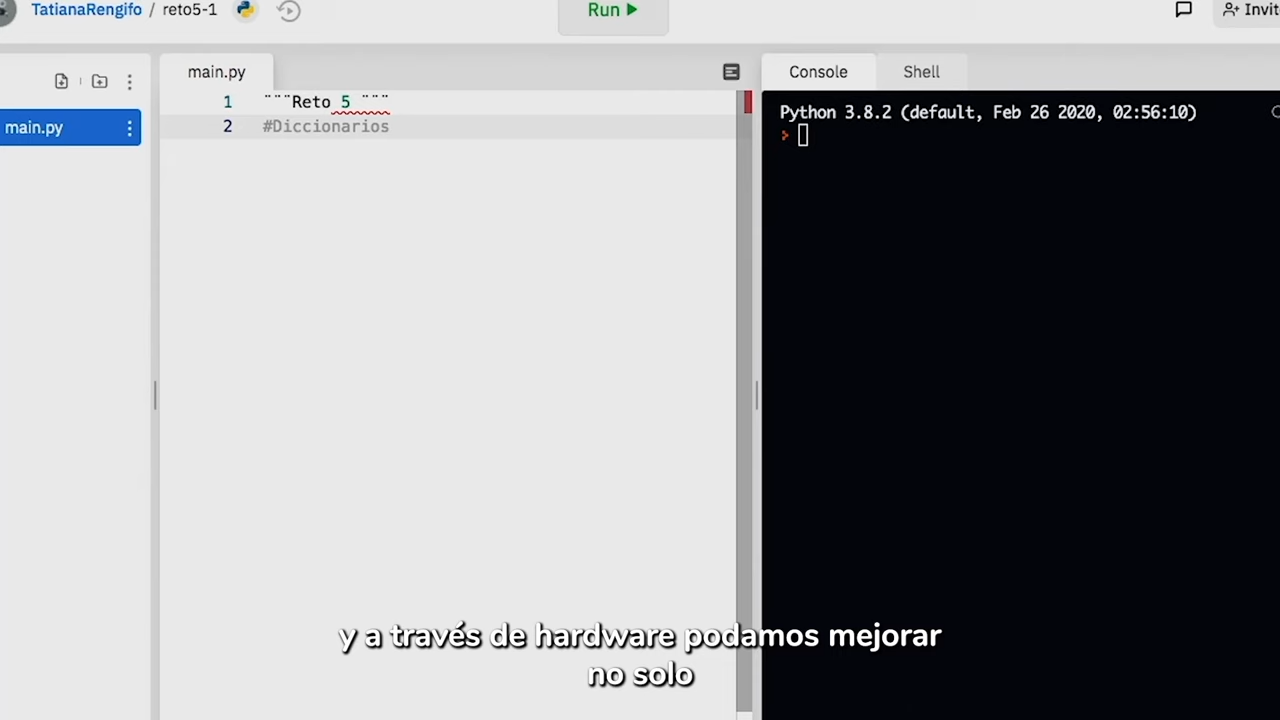 TatianaRengifo / reto5-1
Run
Invit
main.py
Console
Shell
main.py
1 """Reto 5 """
2 #Diccionarios
Python 3.8.2 (default, Feb 26 2020, 02:56:10)
>
y a través de hardware podamos mejorar
no solo